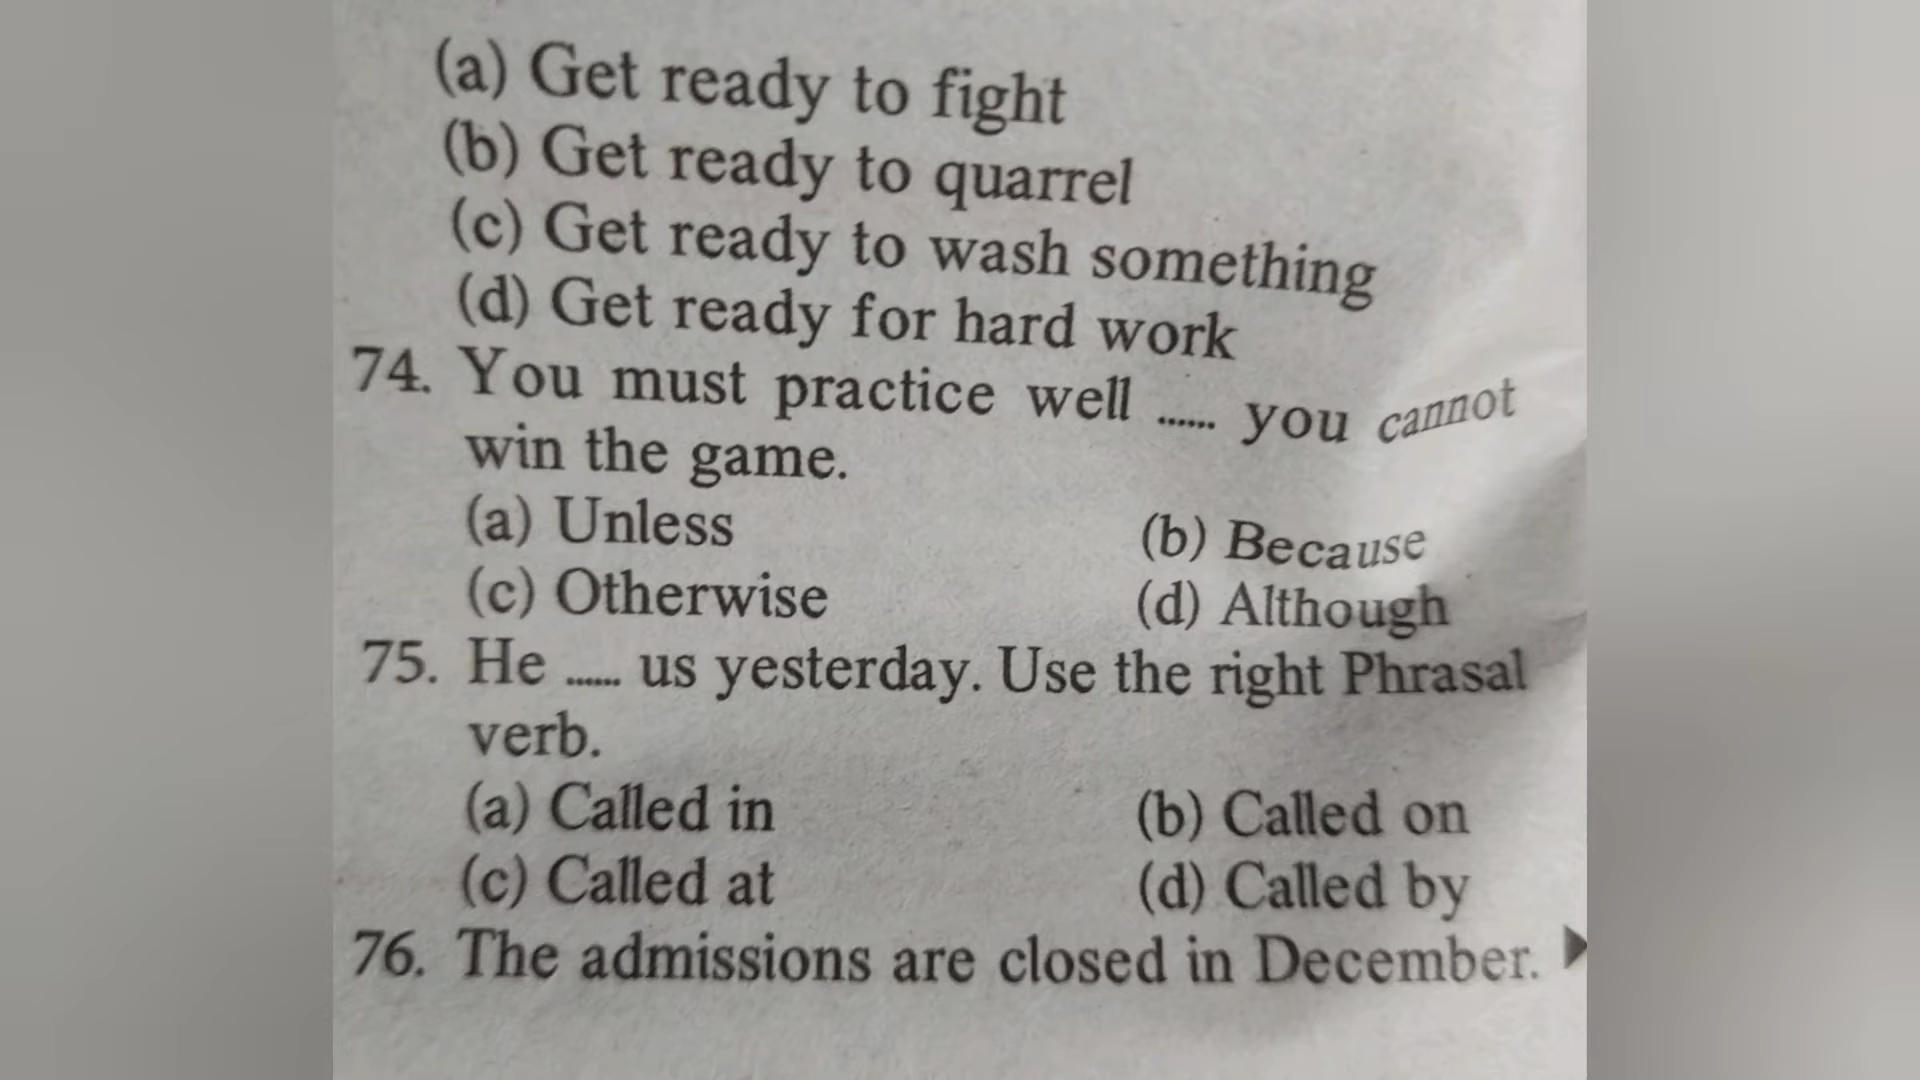 (a) Get ready to fight
(b) Get ready to quarrel
(c) Get ready to wash something
(d) Get ready for hard work
74. You must practice well ...... you cannot
win the game.
(a) Unless (b) Because
(c) Otherwise (d) Although
75. He ...... us yesterday. Use the right Phrasal
verb.
(a) Called in (b) Called on
(c) Called at (d) Called by
76. The admissions are closed in December.